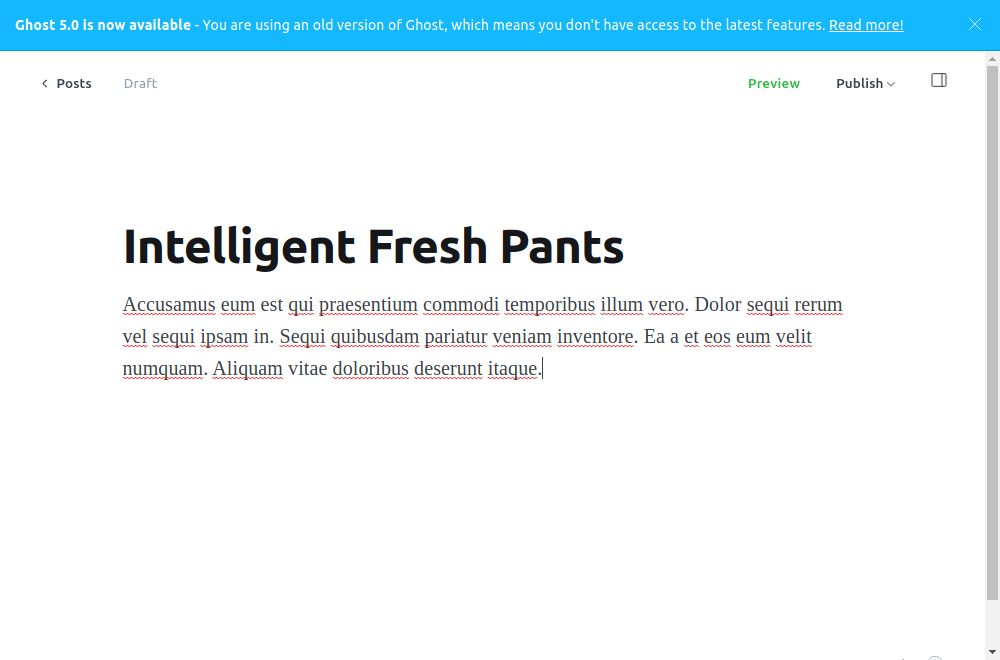 Ghost 5.0 is now available - You are using an old version of Ghost, which means you don't have access to the latest features. Read more!
Posts Draft Preview Publish
Intelligent Fresh Pants
Accusamus eum est qui praesentium commodi temporibus illum vero. Dolor sequi rerum
vel sequi ipsam in. Sequi quibusdam pariatur veniam inventore. Ea a et eos eum velit
numquam. Aliquam vitae doloribus deserunt itaque.